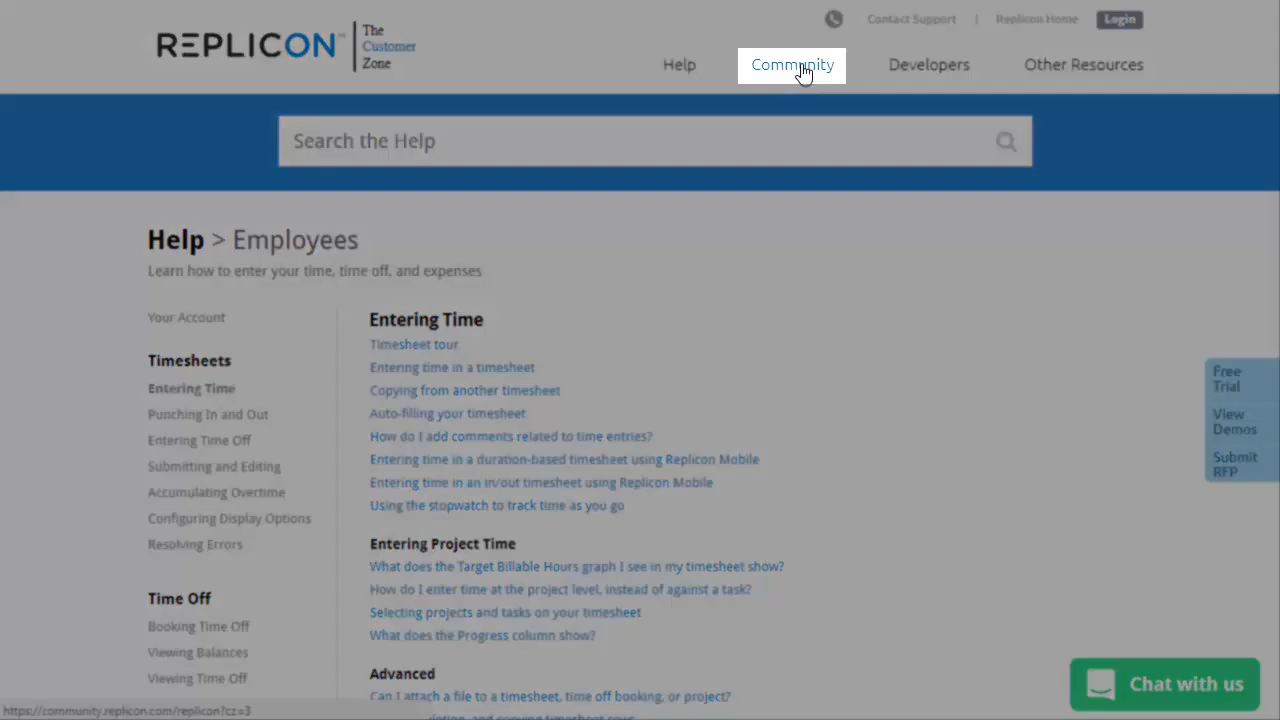 REPLICON™
The
Customer
Zone
Contact Support | Replicon Home Login
Help Community Developers Other Resources
Search the Help
Help > Employees
Learn how to enter your time, time off, and expenses
Your Account
Timesheets
Entering Time
Punching In and Out
Entering Time Off
Submitting and Editing
Accumulating Overtime
Configuring Display Options
Resolving Errors
Time Off
Booking Time Off
Viewing Balances
Viewing Time Off
Entering Time
Timesheet tour
Entering time in a timesheet
Copying from another timesheet
Auto-filling your timesheet
How do I add comments related to time entries?
Entering time in a duration-based timesheet using Replicon Mobile
Entering time in an in/out timesheet using Replicon Mobile
Using the stopwatch to track time as you go
Entering Project Time
What does the Target Billable Hours graph I see in my timesheet show?
How do I enter time at the project level, instead of against a task?
Selecting projects and tasks on your timesheet
What does the Progress column show?
Advanced
Can I attach a file to a timesheet, time off booking, or project?
and copying timesheet rows
Free
Trial
View
Demos
Submit
RFP
Chat with us
https://community.replicon.com/replicon?cz=3